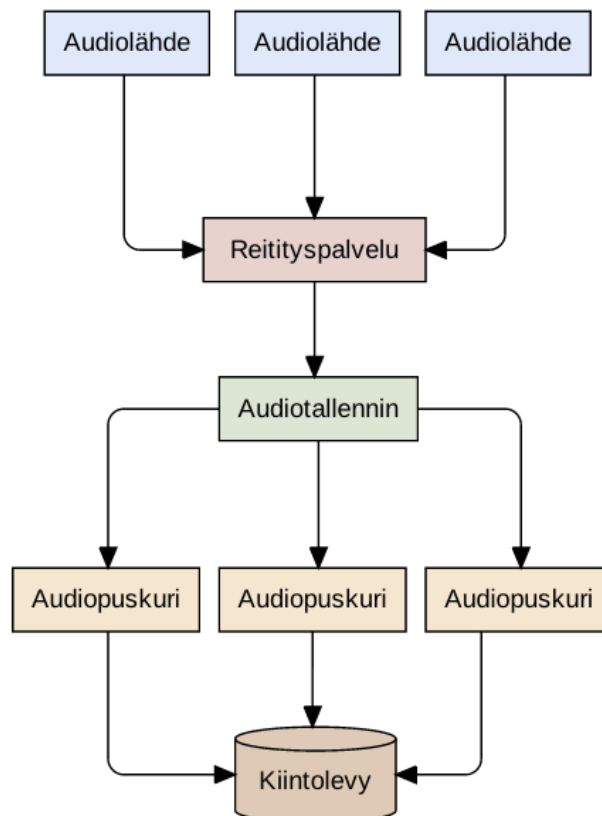 Audiolähde
Audiolähde
Audiolähde
Reitityspalvelu
Audiotallennin
Audiopuskuri
Audiopuskuri
Audiopuskuri
Kiintolevy